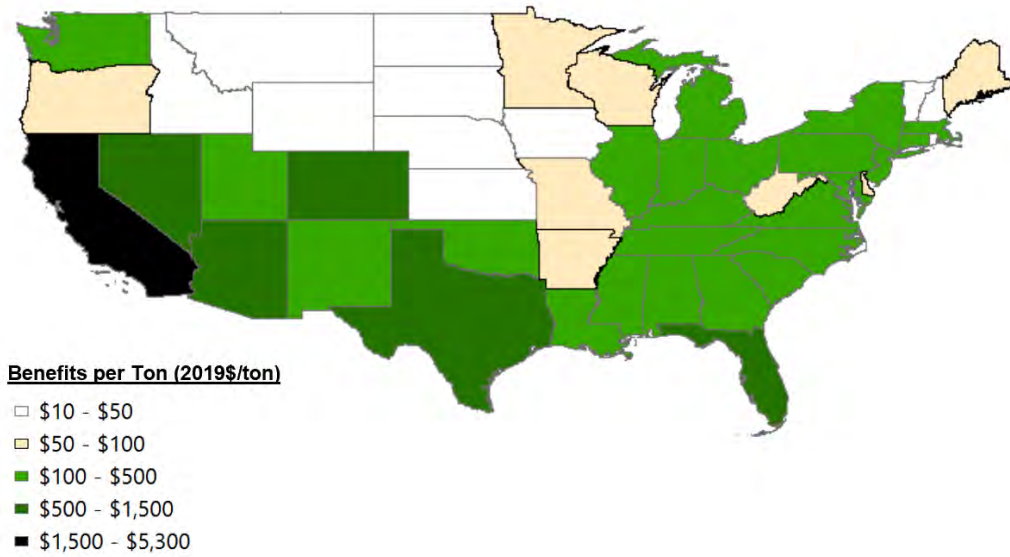 Benefits per Ton (2019$/ton)
$10 - $50
$50 - $100
$100 - $500
$500 - $1,500
$1,500 - $5,300